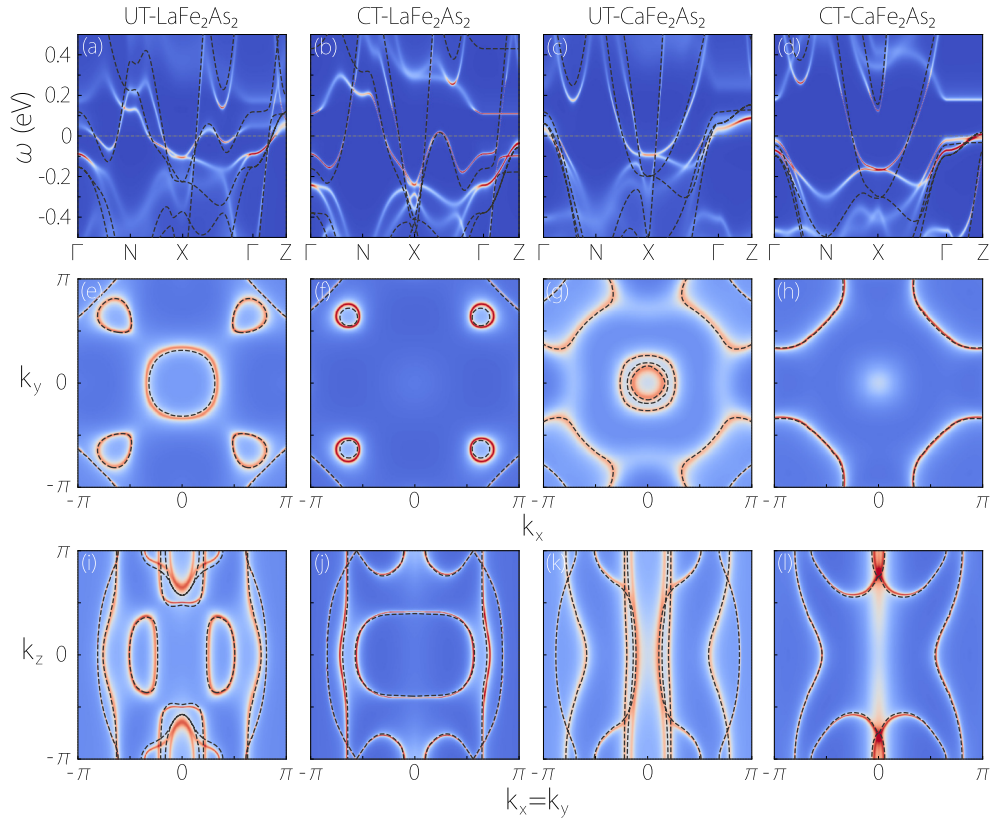 UT-LaFe₂As₂ CT-LaFe₂As₂ UT-CaFe₂As₂ CT-CaFe₂As₂
(a) (b) (c) (d)
0.4
0.2
0
-0.2
-0.4
ω (eV)
Γ N X Γ Z Γ N X Γ Z Γ N X Γ Z Γ N X Γ Z
(e) (f) (g) (h)
π
k_y 0
-π
-π 0 π -π 0 π -π 0 π -π 0 π
k_x
(i) (j) (k) (l)
π
k_z 0
-π
-π 0 π -π 0 π -π 0 π -π 0 π
k_x=k_y